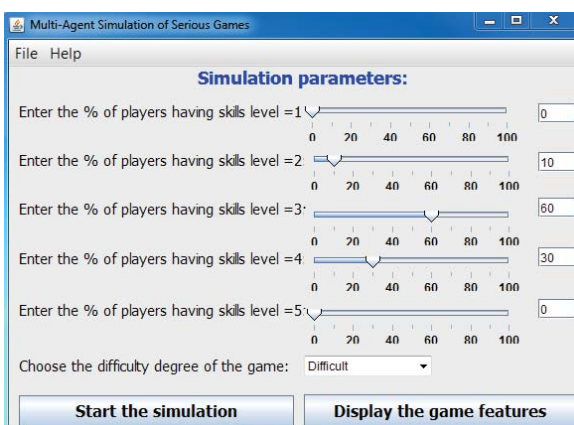 Multi-Agent Simulation of Serious Games
File Help
Simulation parameters:
Enter the % of players having skills level =1
0
0 20 40 60 80 100
Enter the % of players having skills level =2:
10
0 20 40 60 80 100
Enter the % of players having skills level =3:
60
0 20 40 60 80 100
Enter the % of players having skills level =4:
30
0 20 40 60 80 100
Enter the % of players having skills level =5:
0
0 20 40 60 80 100
Choose the difficulty degree of the game: Difficult
Start the simulation Display the game features